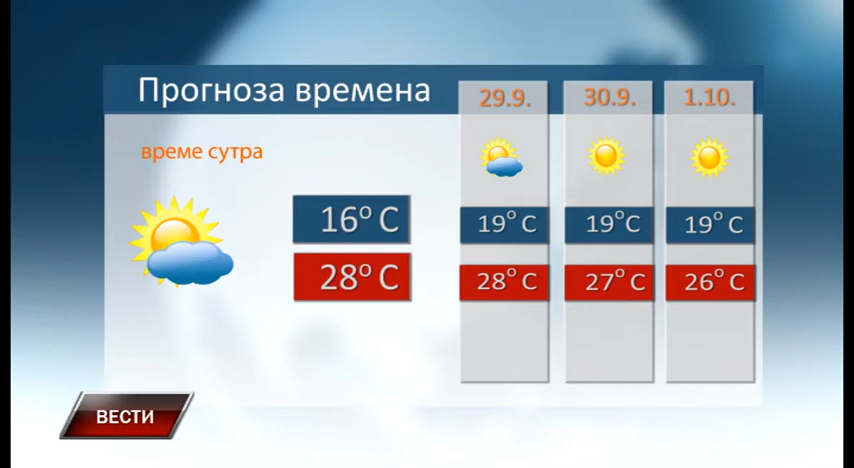 Прогноза времена
29.9.
30.9.
1.10.
време сутра
16° C
28° C
19° C
19°C
19° C
28° C
27° C
26° C
ВЕСТИ